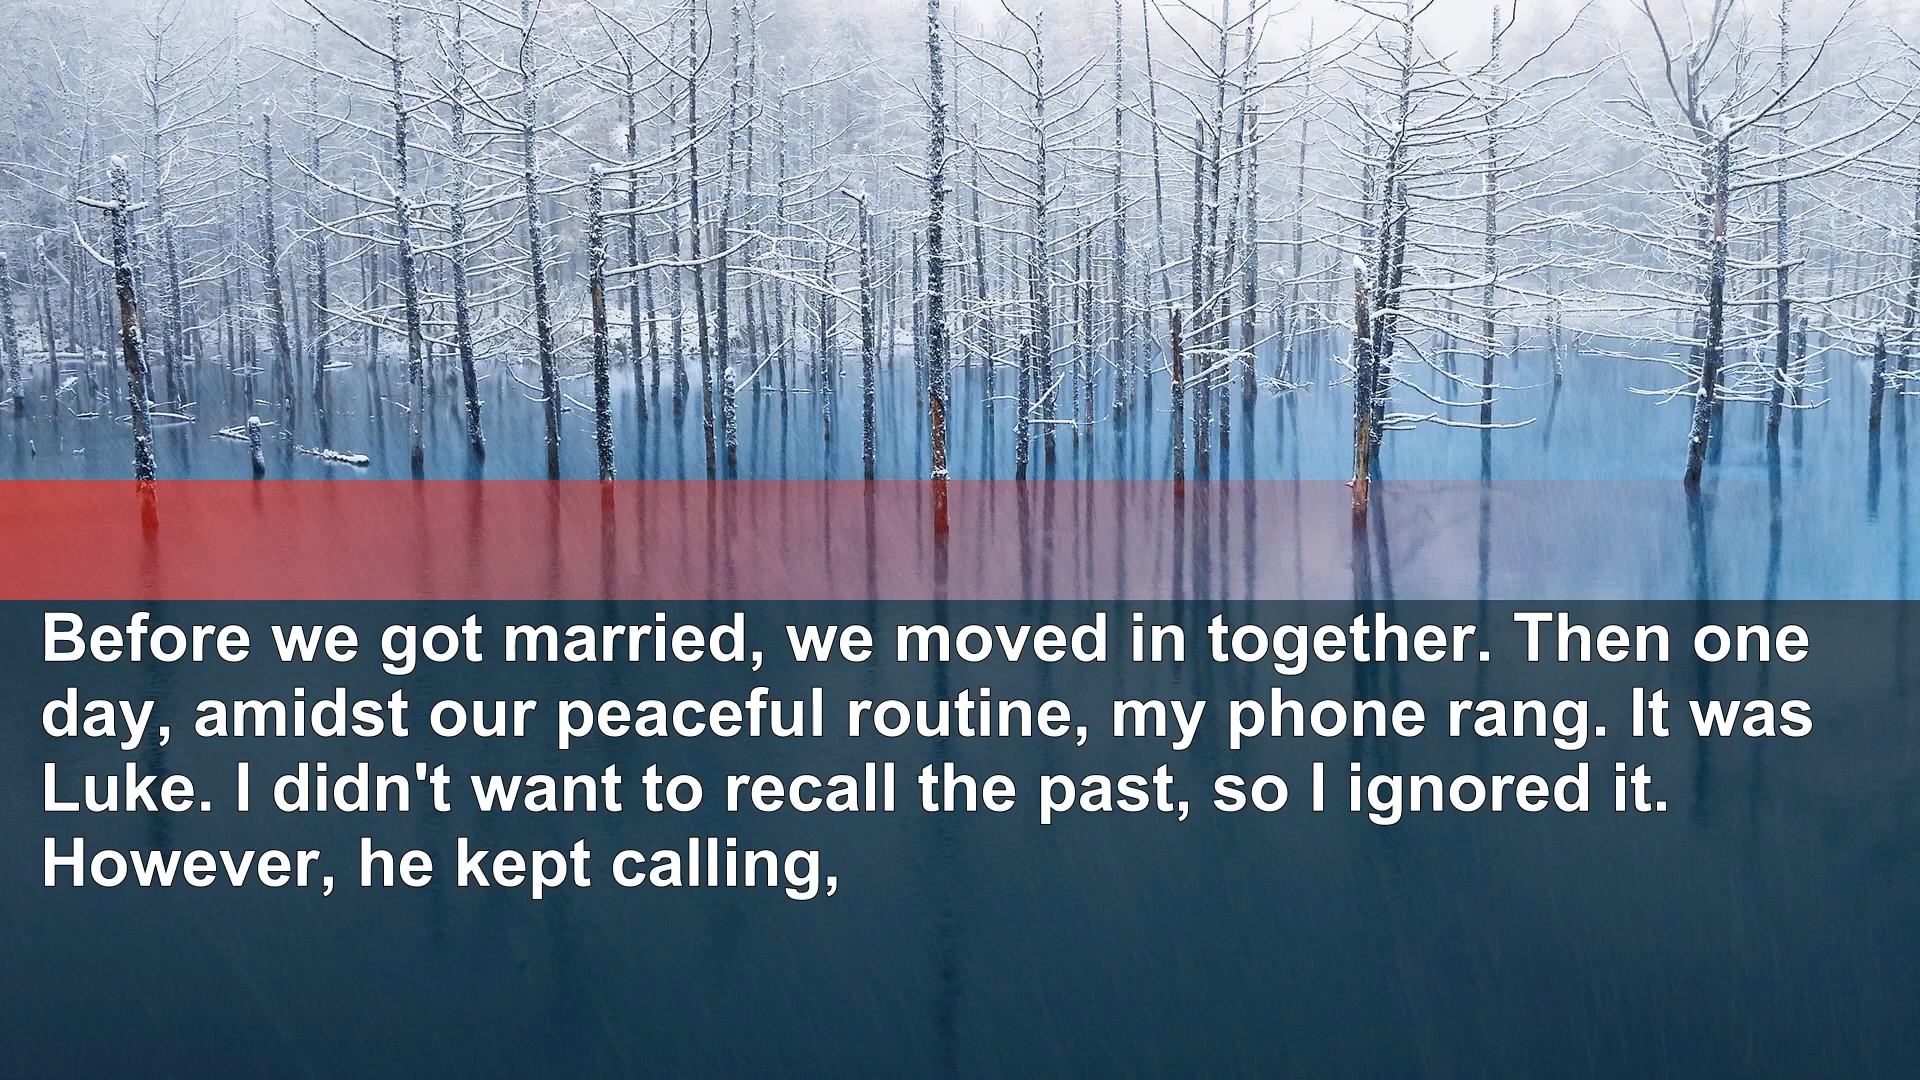 Before we got married, we moved in together. Then one
day, amidst our peaceful routine, my phone rang. It was
Luke. I didn't want to recall the past, so I ignored it.
However, he kept calling,